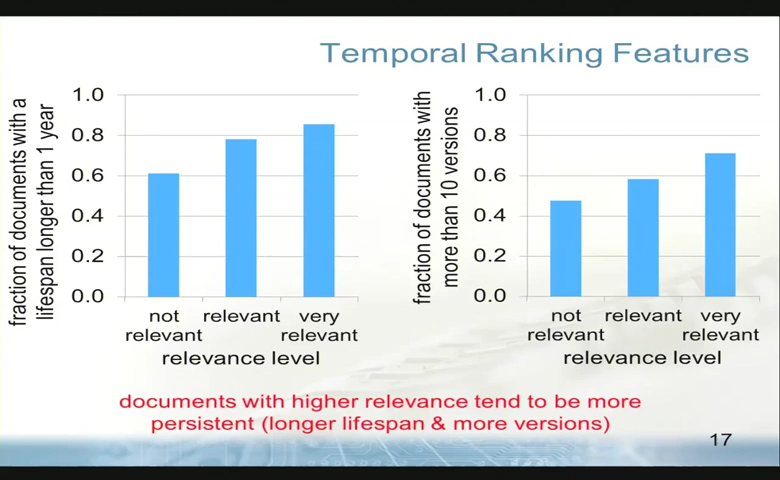 Temporal Ranking Features
fraction of documents with a
lifespan longer than 1 year
1.0
0.8
0.6
0.4
0.2
0.0
not
relevant
relevant
very
relevant
relevance level
fraction of documents with
more than 10 versions
1.0
0.8
0.6
0.4
0.2
0.0
not
relevant
relevant
very
relevant
relevance level
documents with higher relevance tend to be more
persistent (longer lifespan & more versions)
17